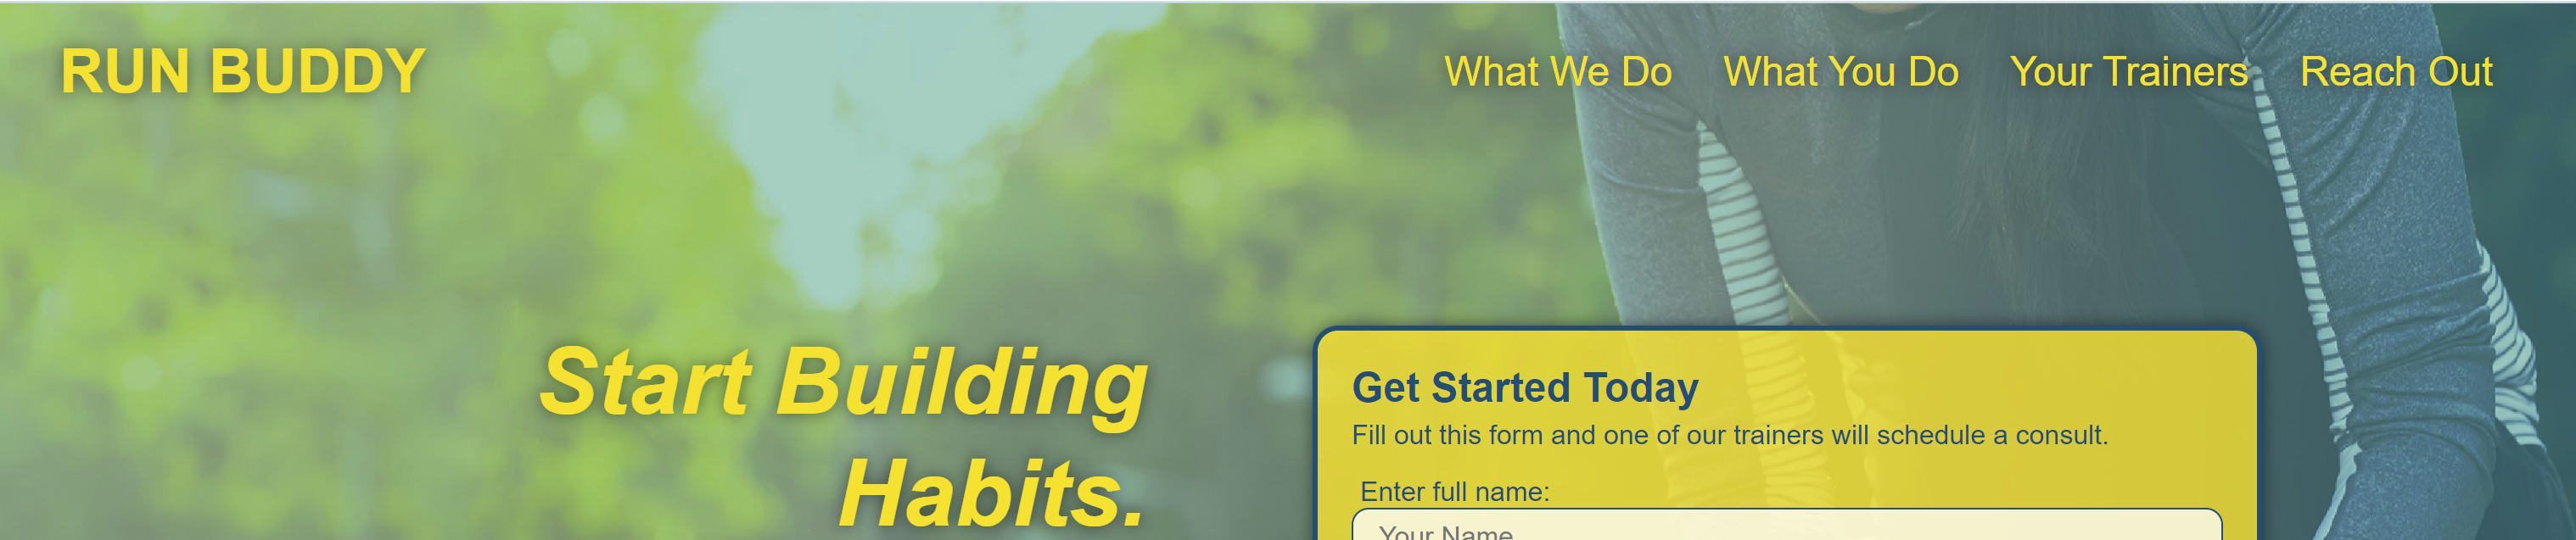 RUN BUDDY
What We Do What You Do Your Trainers Reach Out
Start Building
Habits.
Get Started Today
Fill out this form and one of our trainers will schedule a consult.
Enter full name:
Your Name